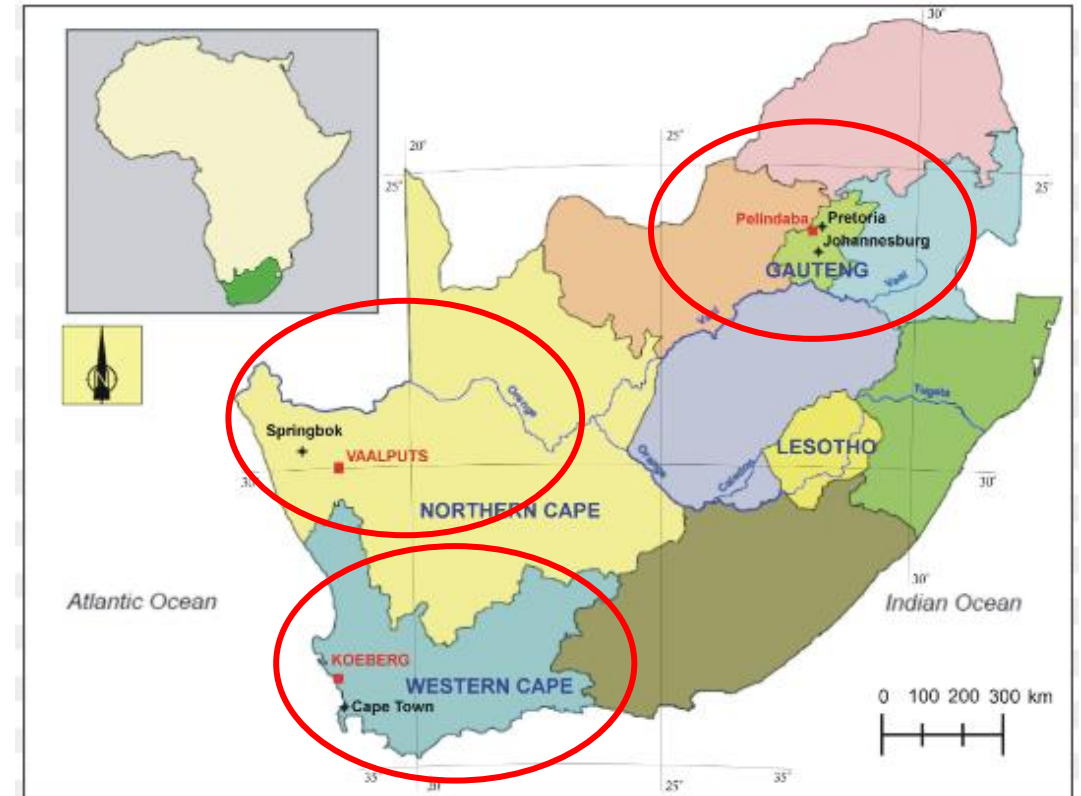 30°
20°
25°
25°
25°
Pelindaba
Pretoria
Johannesburg
GAUTENG
Vaal
Vaal
N
Orange
Tugela
Springbok
VAALPUTS
LESOTHO
Orange
Caledon
30°
30°
NORTHERN CAPE
30°
Atlantic Ocean
Indian Ocean
KOEBERG
WESTERN CAPE
Cape Town
0 100 200 300 km
35°
20°
25°
35°